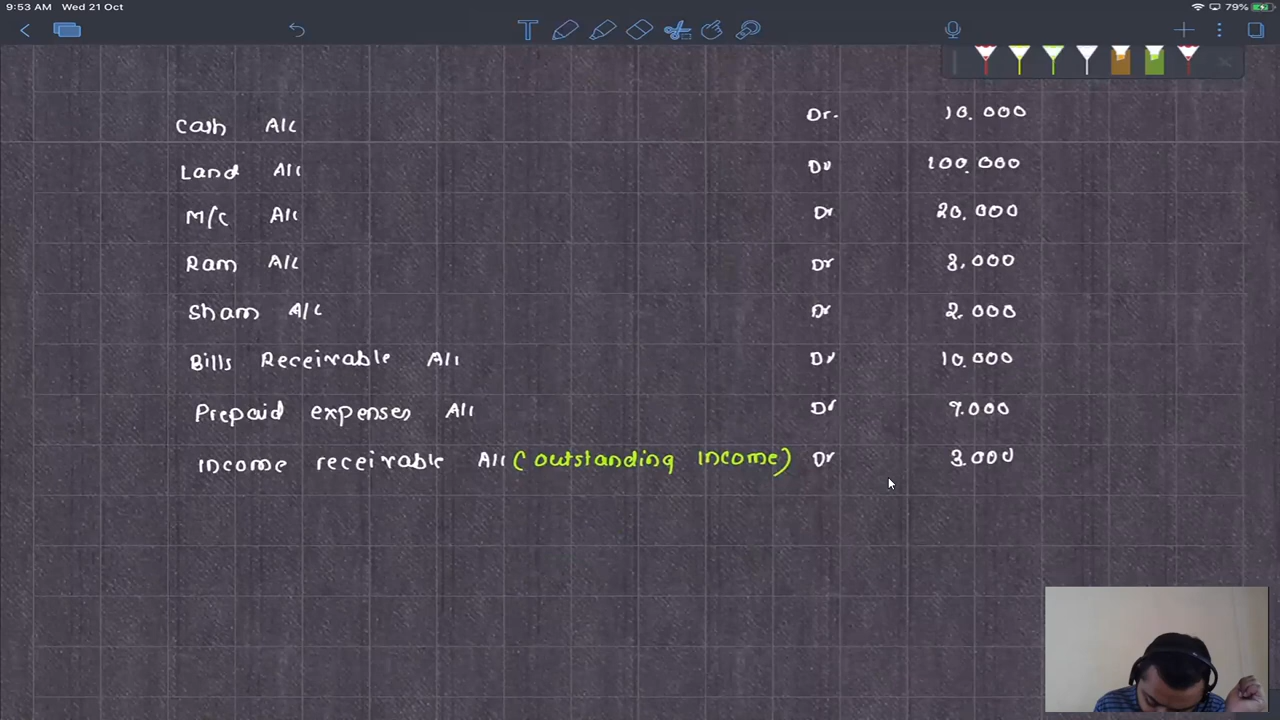 9:53 AM Wed 21 Oct 79%
T
Cash A/C Dr. 10.000
Land A/C Dr 100.000
M/C A/C Dr 20.000
Ram A/C Dr 8.000
Sham A/C Dr 2.000
Bills Receivable A/C Dr 10.000
Prepaid expenses A/C Dr 9.000
Income receivable A/C (outstanding income) Dr 3.000